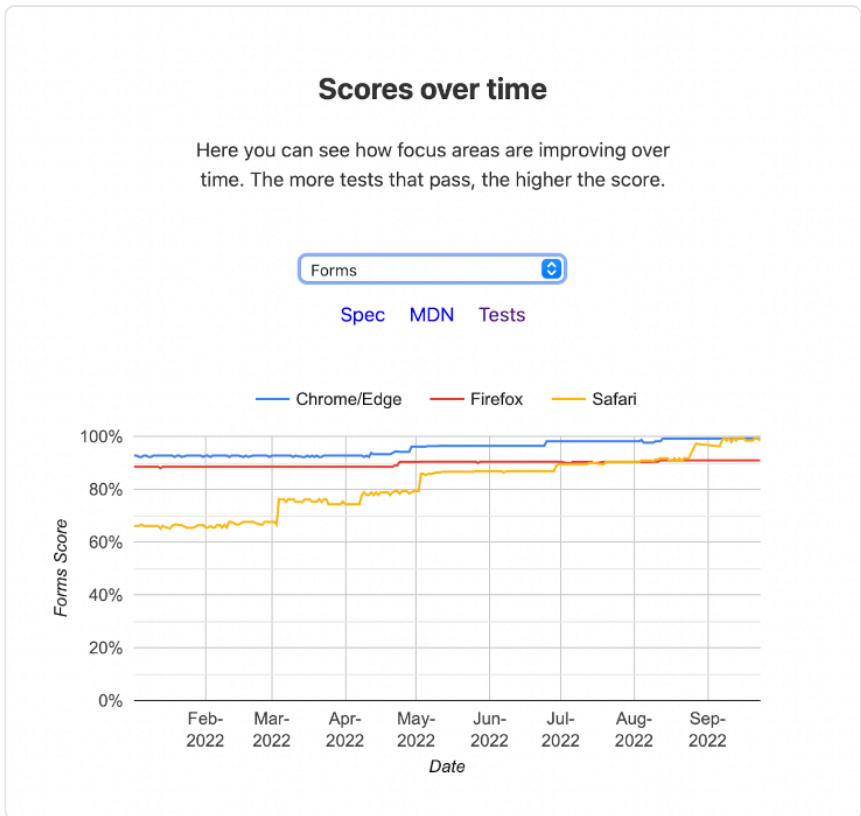 Scores over time
Here you can see how focus areas are improving over
time. The more tests that pass, the higher the score.
Forms
Spec MDN Tests
Chrome/Edge Firefox Safari
100%
80%
60%
40%
20%
0%
Forms Score
Feb-2022 Mar-2022 Apr-2022 May-2022 Jun-2022 Jul-2022 Aug-2022 Sep-2022
Date